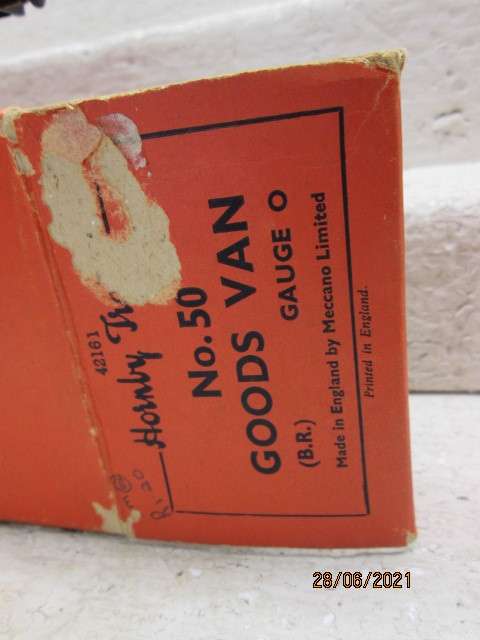 42161
Hornby
No. 50
GOODS VAN
GAUGE O
(B.R.)
Made in England by Meccano Limited
Printed in England.
28/06/2021